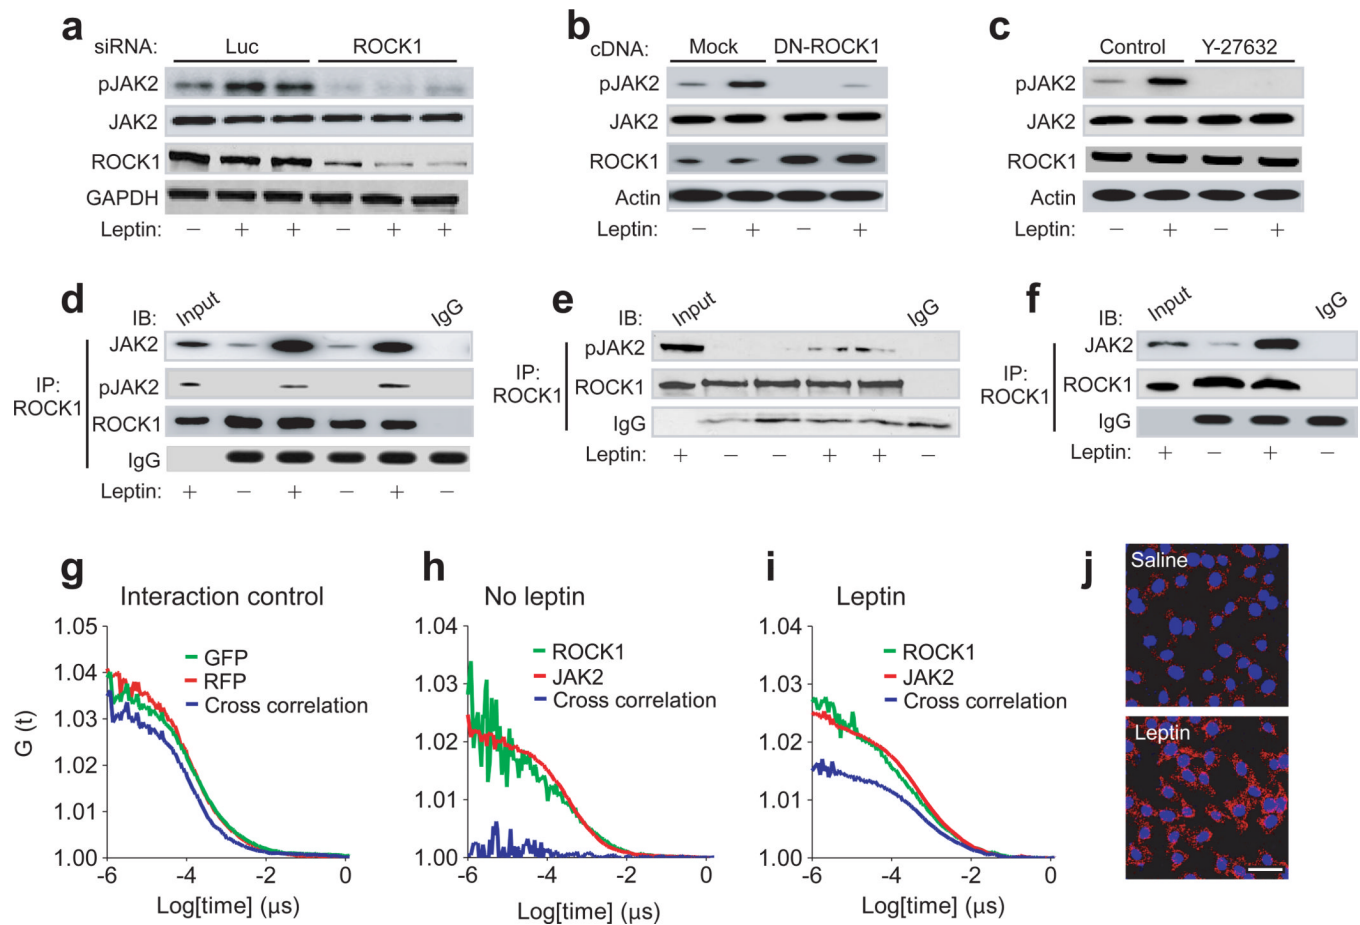 a
siRNA: Luc ROCK1
pJAK2
JAK2
ROCK1
GAPDH
Leptin: − + + − + +
b
cDNA: Mock DN-ROCK1
pJAK2
JAK2
ROCK1
Actin
Leptin: − + − +
c
Control Y-27632
pJAK2
JAK2
ROCK1
Actin
Leptin: − + − +
d
IB: Input IgG
JAK2
pJAK2
IP:
ROCK1
ROCK1
IgG
Leptin: + − + − + −
e
IB: Input IgG
pJAK2
IP:
ROCK1
ROCK1
IgG
Leptin: + − − + + −
f
IB: Input IgG
JAK2
IP:
ROCK1
ROCK1
IgG
Leptin: + − + −
g
Interaction control
1.05
1.04
1.03
1.02
1.01
1.00
G (t)
GFP
RFP
Cross correlation
-6 -4 -2 0
Log[time] (μs)
h
No leptin
1.04
1.03
1.02
1.01
1.00
ROCK1
JAK2
Cross correlation
-6 -4 -2 0
Log[time] (μs)
i
Leptin
1.04
1.03
1.02
1.01
1.00
ROCK1
JAK2
Cross correlation
-6 -4 -2 0
Log[time] (μs)
j
Saline
Leptin